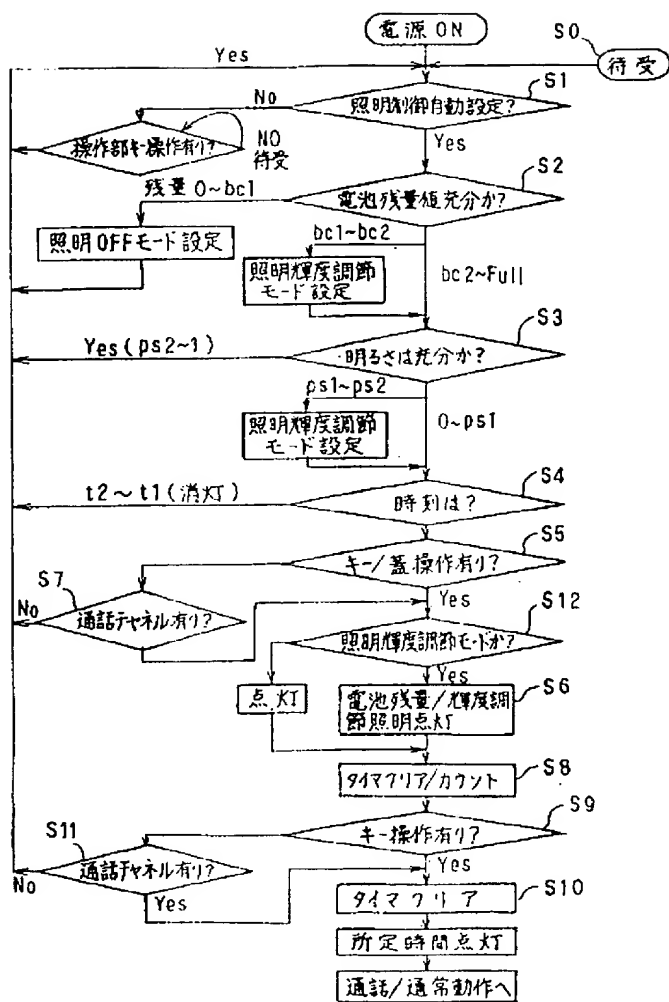 電源ON
S0
待受
Yes
S1
照明制御自動設定?
No
Yes
操作部キー操作有り?
NO
待受
S2
電池残量値充分か?
残量 0~bc1
照明OFFモード設定
bc1~bc2
照明輝度調節
モード設定
bc2~Full
S3
明るさは充分か?
Yes(ps2~1)
ps1~ps2
照明輝度調節
モード設定
0~ps1
S4
時刻は?
t2~t1(消灯)
S5
キー/蓋操作有り?
Yes
S7
通話チャネル有り?
No
S12
照明輝度調節モードか?
Yes
点灯
S6
電池残量/輝度調
節照明点灯
S8
タイマクリア/カウント
S9
キー操作有り?
Yes
S11
通話チャネル有り?
No
Yes
S10
タイマクリア
所定時間点灯
通話/通常動作へ